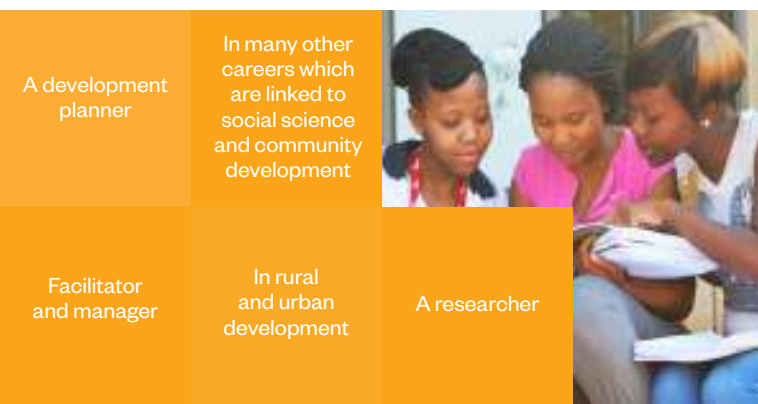 A development
planner
In many other
careers which
are linked to
social science
and community
development
Facilitator
and manager
In rural
and urban
development
A researcher